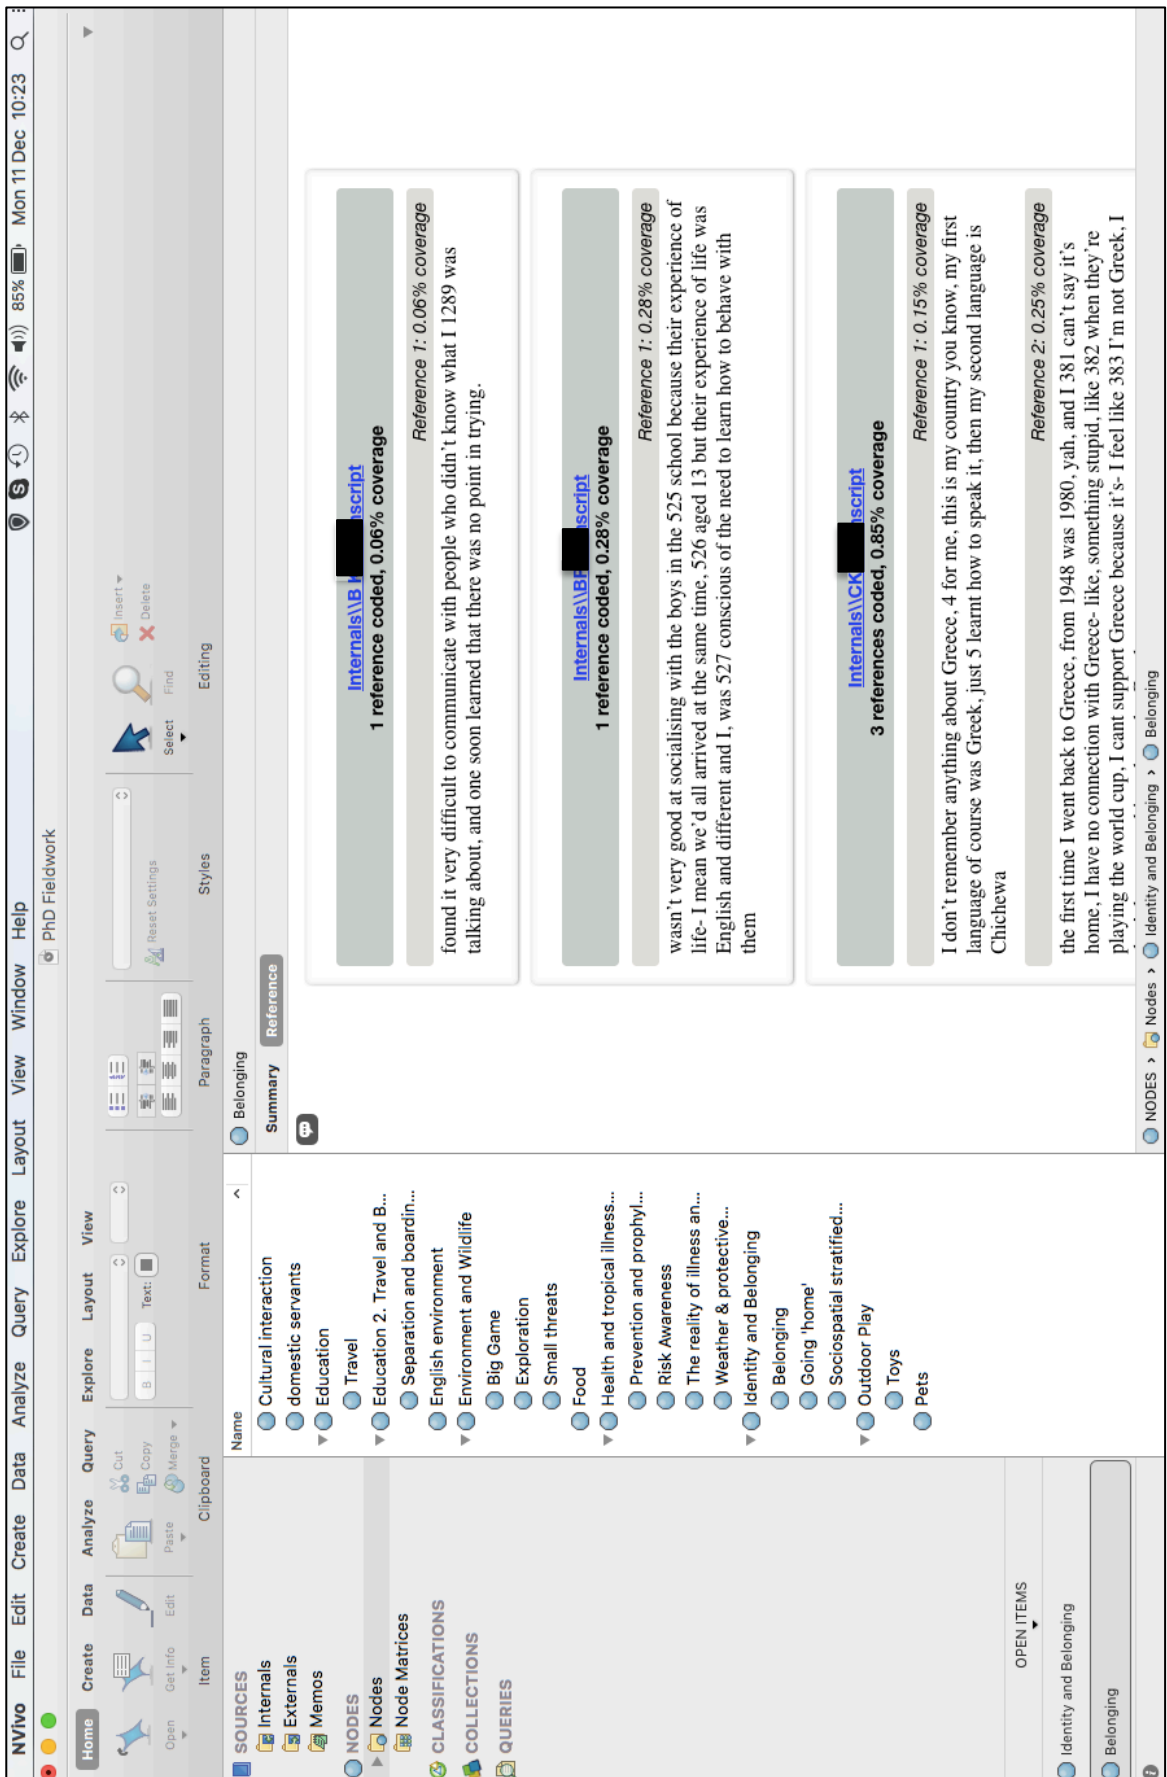 NVivo File Edit Create Data Analyze Query Explore Layout View Window Help 85% Mon 11 Dec 10:23
PhD Fieldwork
Home Create Data Analyze Query Explore Layout View
Open Get Info Edit Paste Cut Copy Merge B I U Text: Reset Settings Select Find Insert Delete
Item Clipboard Format Paragraph Styles Editing
SOURCES
Internals
Externals
Memos
NODES
Nodes
Node Matrices
CLASSIFICATIONS
COLLECTIONS
QUERIES
OPEN ITEMS
Identity and Belonging
Belonging
Name
Cultural interaction
domestic servants
Education
Travel
Education 2. Travel and B...
Separation and boardin...
English environment
Environment and Wildlife
Big Game
Exploration
Small threats
Food
Health and tropical illness...
Prevention and prophyl...
Risk Awareness
The reality of illness an...
Weather & protective...
Identity and Belonging
Belonging
Going 'home'
Sociospatial stratified...
Outdoor Play
Toys
Pets
Belonging
Summary Reference
Internals\\B nscript
1 reference coded, 0.06% coverage
Reference 1: 0.06% coverage
found it very difficult to communicate with people who didn't know what I 1289 was
talking about, and one soon learned that there was no point in trying.
Internals\\BF script
1 reference coded, 0.28% coverage
Reference 1: 0.28% coverage
wasn't very good at socialising with the boys in the 525 school because their experience of
life- I mean we'd all arrived at the same time, 526 aged 13 but their experience of life was
English and different and I, was 527 conscious of the need to learn how to behave with
them
Internals\\CK nscript
3 references coded, 0.85% coverage
Reference 1: 0.15% coverage
I don't remember anything about Greece, 4 for me, this is my country you know, my first
language of course was Greek, just 5 learnt how to speak it, then my second language is
Chichewa
Reference 2: 0.25% coverage
the first time I went back to Greece, from 1948 was 1980, yah, and I 381 can't say it's
home, I have no connection with Greece- like, something stupid, like 382 when they're
playing the world cup, I cant support Greece because it's- I feel like 383 I'm not Greek, I
NODES > Nodes > Identity and Belonging > Belonging